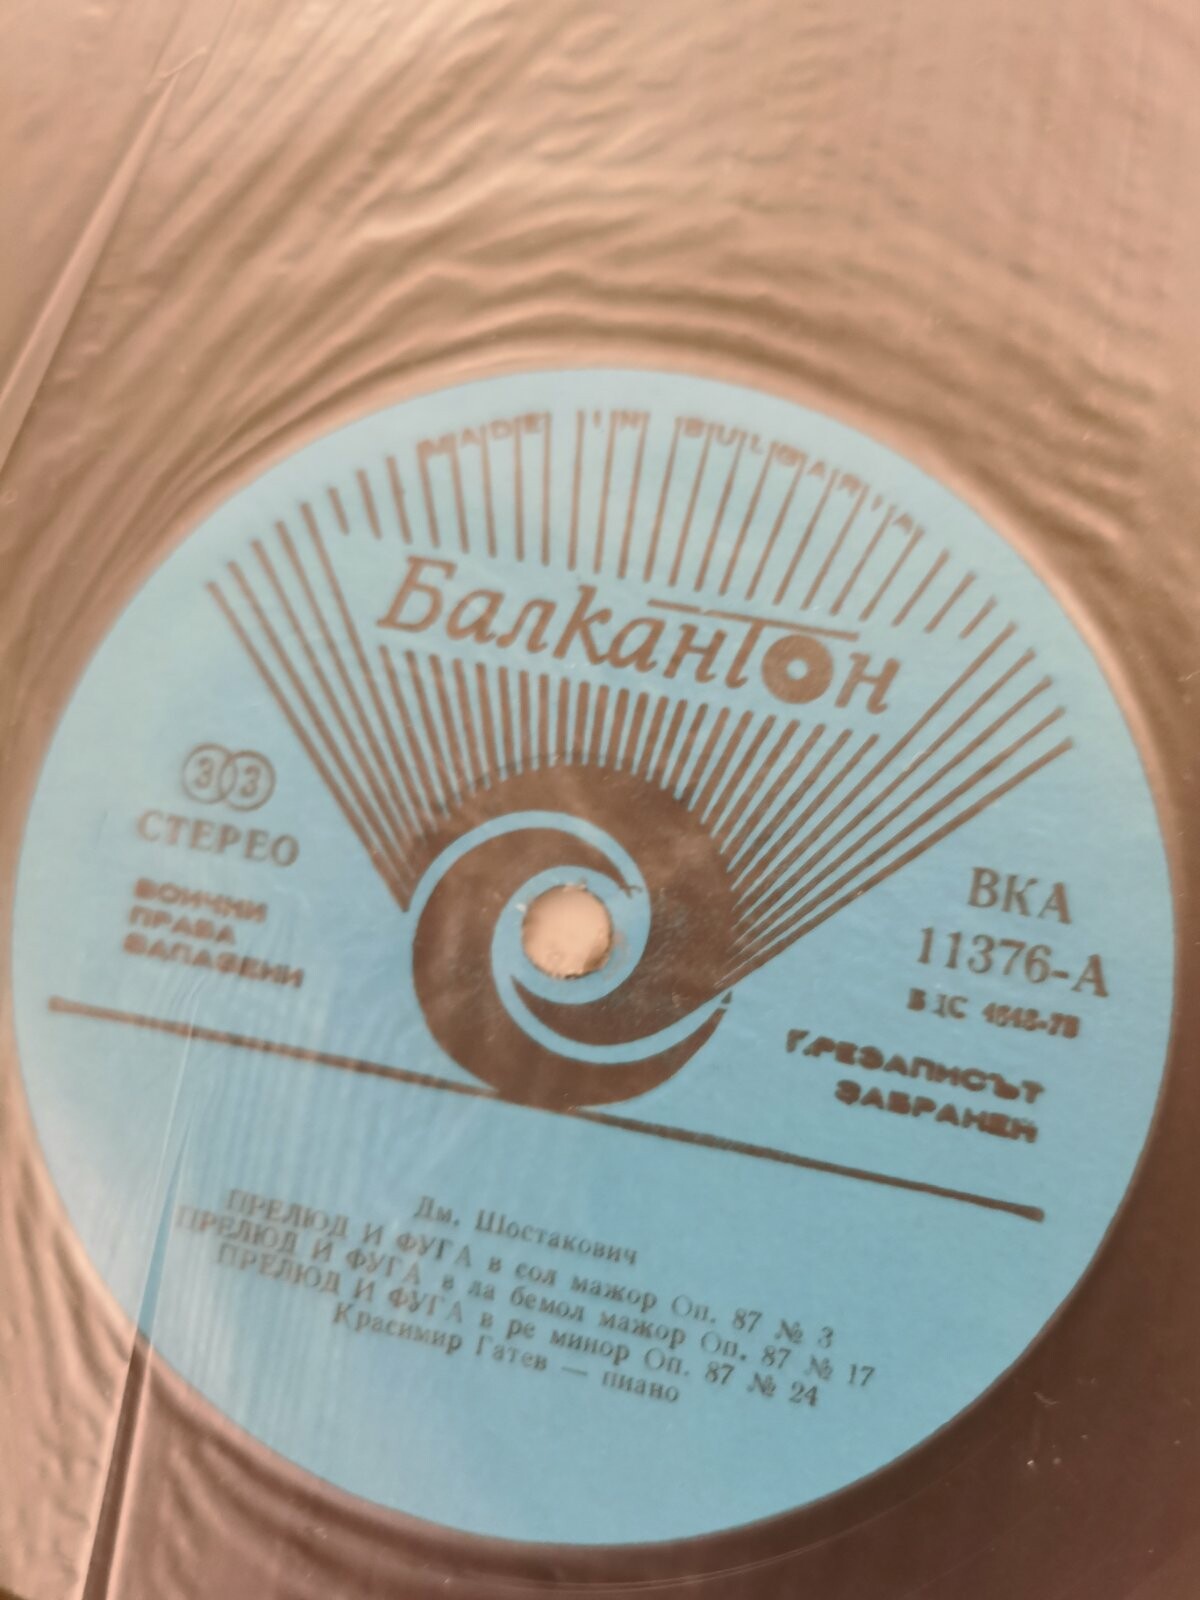 MADE IN BULGARIA
Балкантон
33
СТЕРЕО
ВСИЧНИ
ПРАВА
ЗАПАЗЕНИ
ВКА
11376-А
ПРЕЗАПИСЪТ
ЗАБРАНЕН
Дм. Шостакович
ПРЕЛЮД И ФУГА в сол мажор Оп. 87 № 3
ПРЕЛЮД И ФУГА в ла бемол мажор Оп. 87 № 17
ПРЕЛЮД И ФУГА в ре минор Оп. 87 № 24
Красимир Гатев — пиано